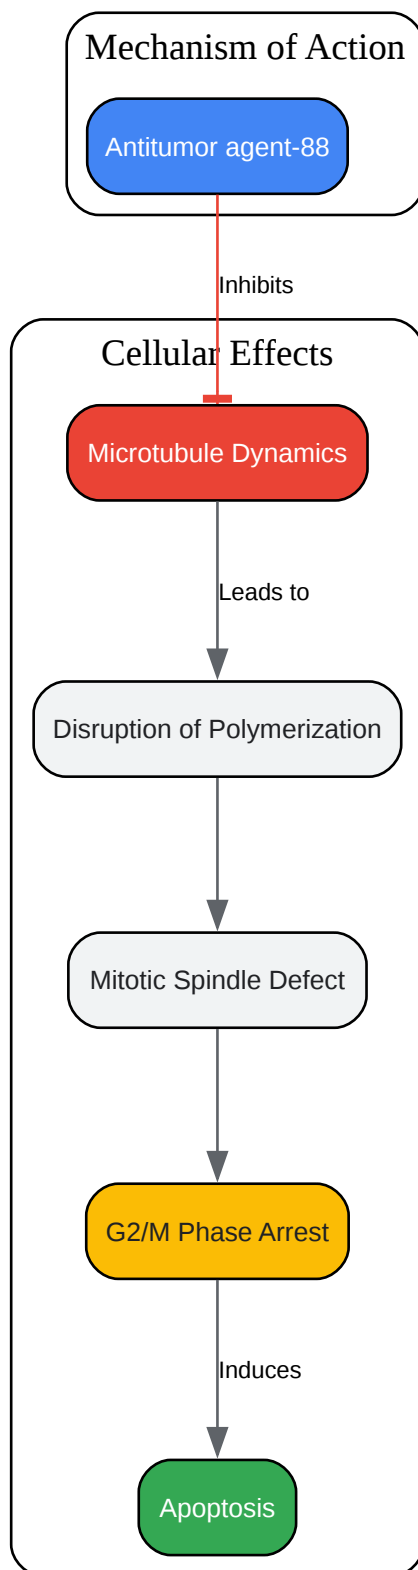 Mechanism of Action
Antitumor agent-88
Inhibits
Cellular Effects
Microtubule Dynamics
Leads to
Disruption of Polymerization
Mitotic Spindle Defect
G2/M Phase Arrest
Induces
Apoptosis